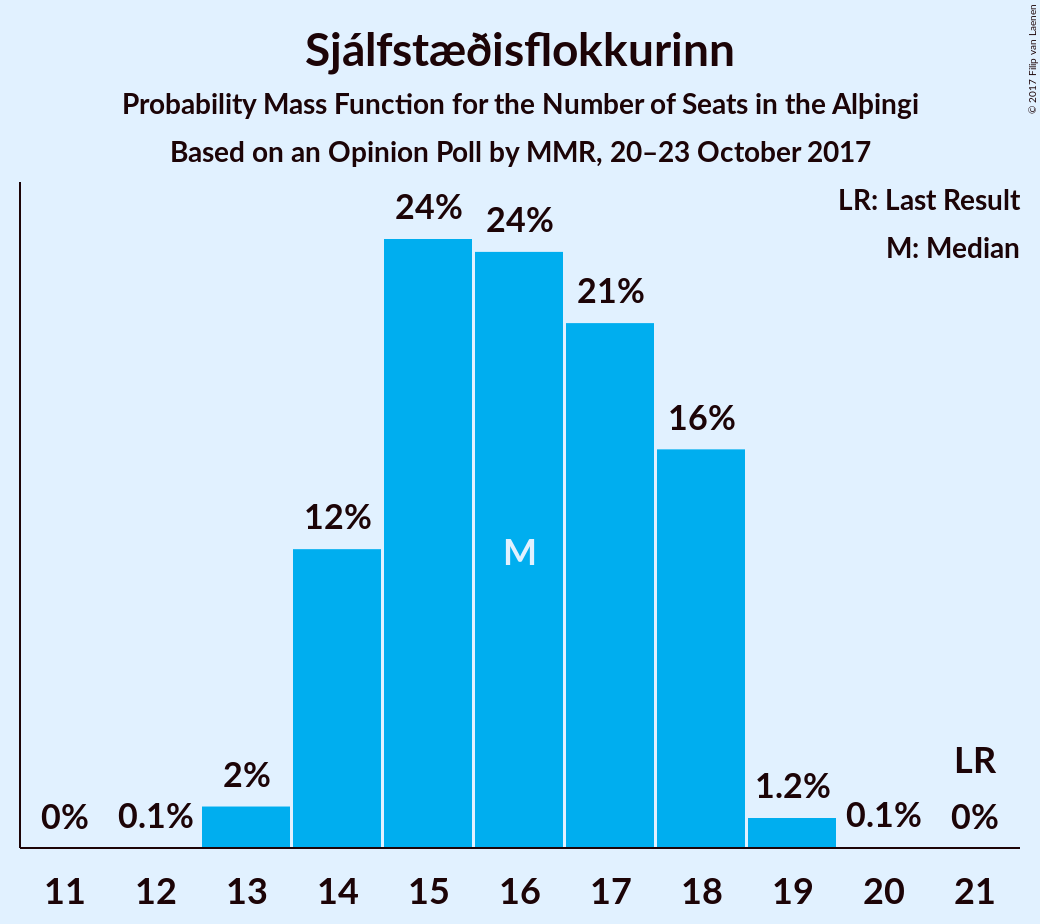 Sjálfstæðisflokkurinn
Probability Mass Function for the Number of Seats in the Alþingi
Based on an Opinion Poll by MMR, 20–23 October 2017
© 2017 Filip van Laenen
LR: Last Result
M: Median
0% 0.1% 2% 12% 24% 24% 21% 16% 1.2% 0.1% 0%
M
LR
11 12 13 14 15 16 17 18 19 20 21